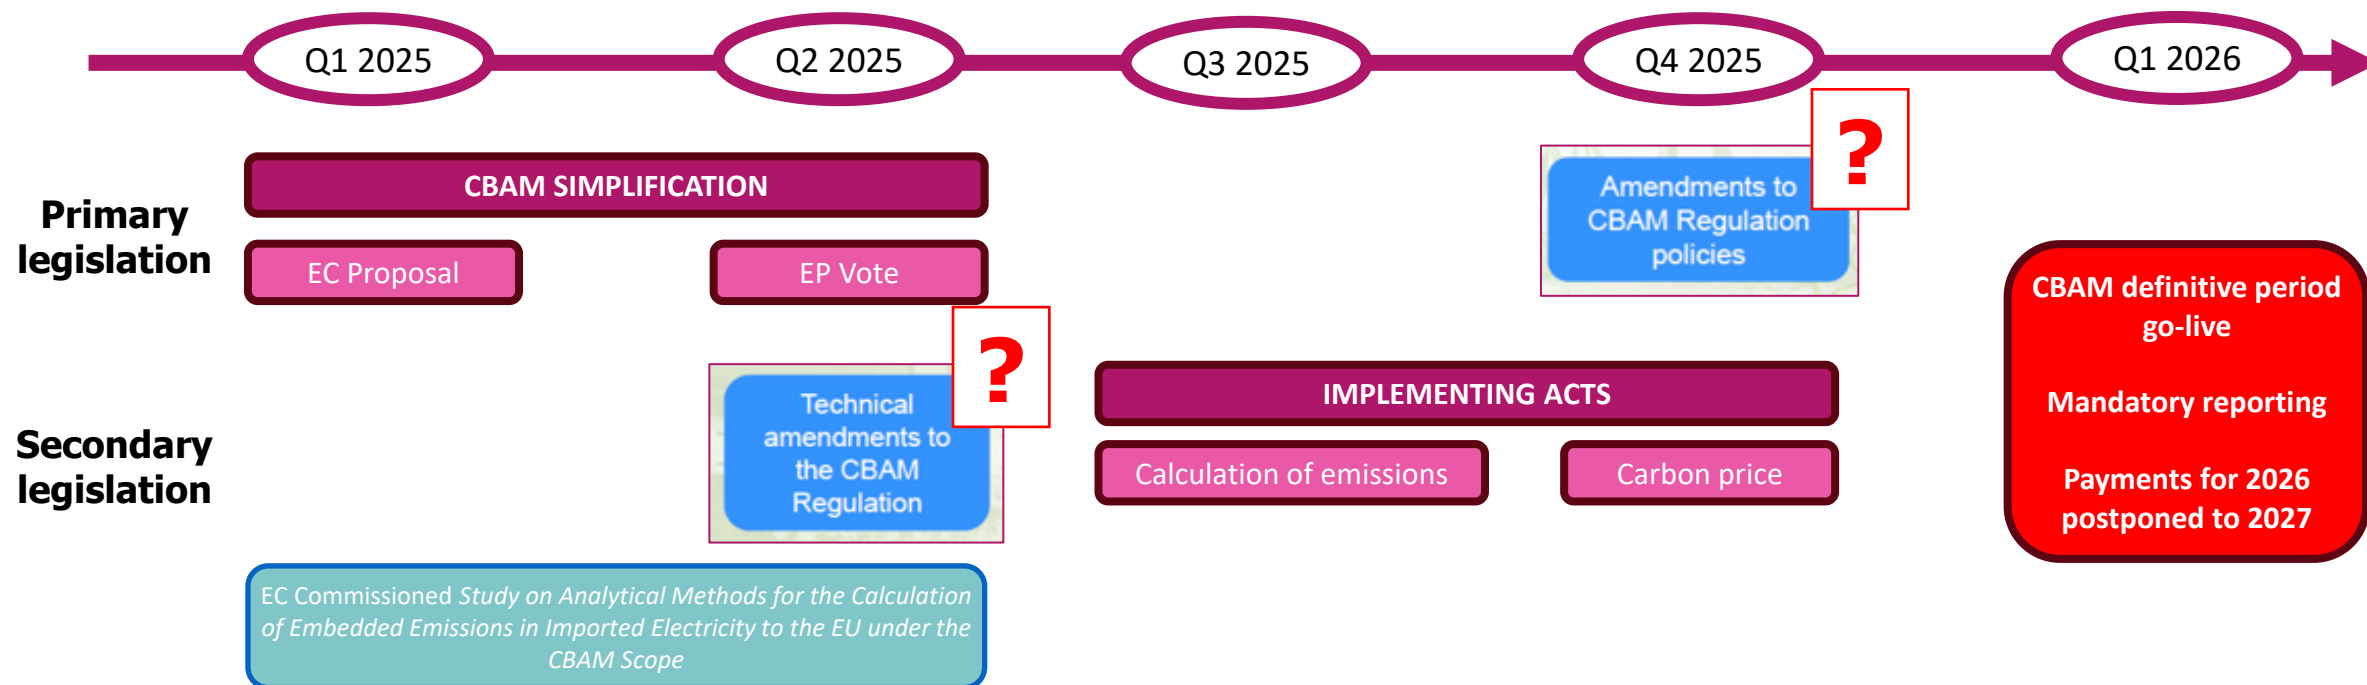 Q1 2025
Q2 2025
Q3 2025
Q4 2025
Q1 2026
Primary
legislation
CBAM SIMPLIFICATION
EC Proposal
EP Vote
Amendments to
CBAM Regulation
policies
?
CBAM definitive period
go-live
Mandatory reporting
Payments for 2026
postponed to 2027
Secondary
legislation
Technical
amendments to
the CBAM
Regulation
?
IMPLEMENTING ACTS
Calculation of emissions
Carbon price
EC Commissioned Study on Analytical Methods for the Calculation
of Embedded Emissions in Imported Electricity to the EU under the
CBAM Scope